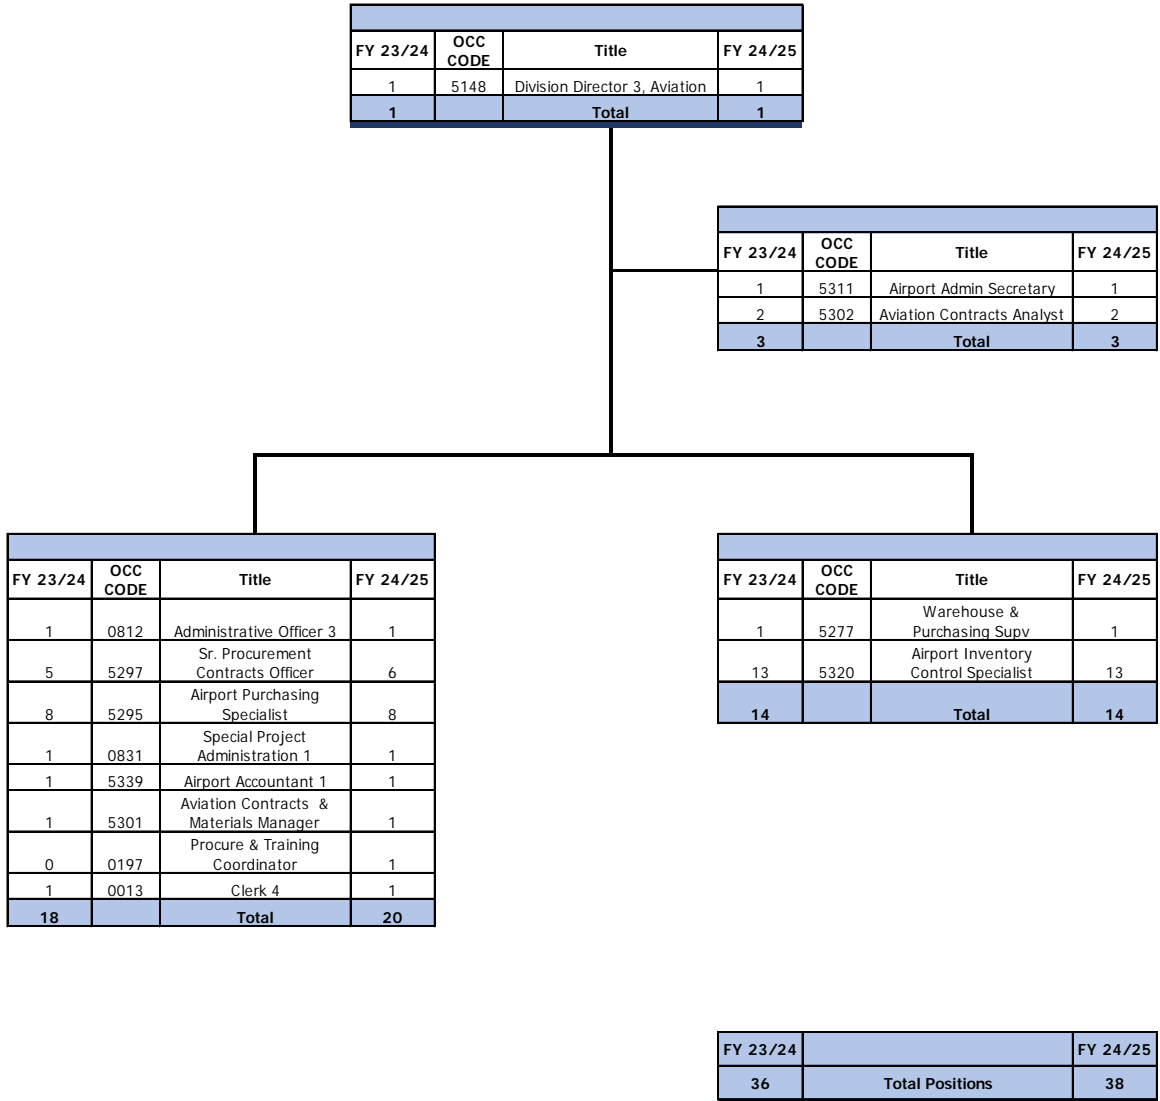 FY 23/24 OCC CODE Title FY 24/25
1 5148 Division Director 3, Aviation 1
1 Total 1
FY 23/24 OCC CODE Title FY 24/25
1 5311 Airport Admin Secretary 1
2 5302 Aviation Contracts Analyst 2
3 Total 3
FY 23/24 OCC CODE Title FY 24/25
1 0812 Administrative Officer 3 1
Sr. Procurement
5 5297 Contracts Officer 6
Airport Purchasing
8 5295 Specialist 8
Special Project
1 0831 Administration 1 1
1 5339 Airport Accountant 1 1
Aviation Contracts &
1 5301 Materials Manager 1
Procure & Training
0 0197 Coordinator 1
1 0013 Clerk 4 1
18 Total 20
FY 23/24 OCC CODE Title FY 24/25
Warehouse &
1 5277 Purchasing Supv 1
Airport Inventory
13 5320 Control Specialist 13
14 Total 14
FY 23/24 FY 24/25
36 Total Positions 38